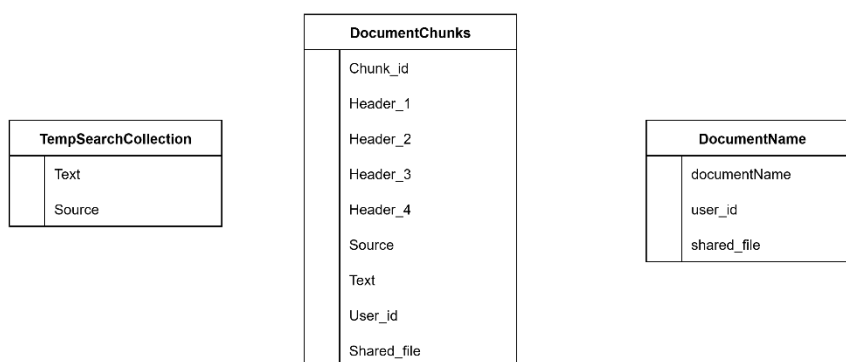 TempSearchCollection
Text
Source
DocumentChunks
Chunk_id
Header_1
Header_2
Header_3
Header_4
Source
Text
User_id
Shared_file
DocumentName
documentName
user_id
shared_file